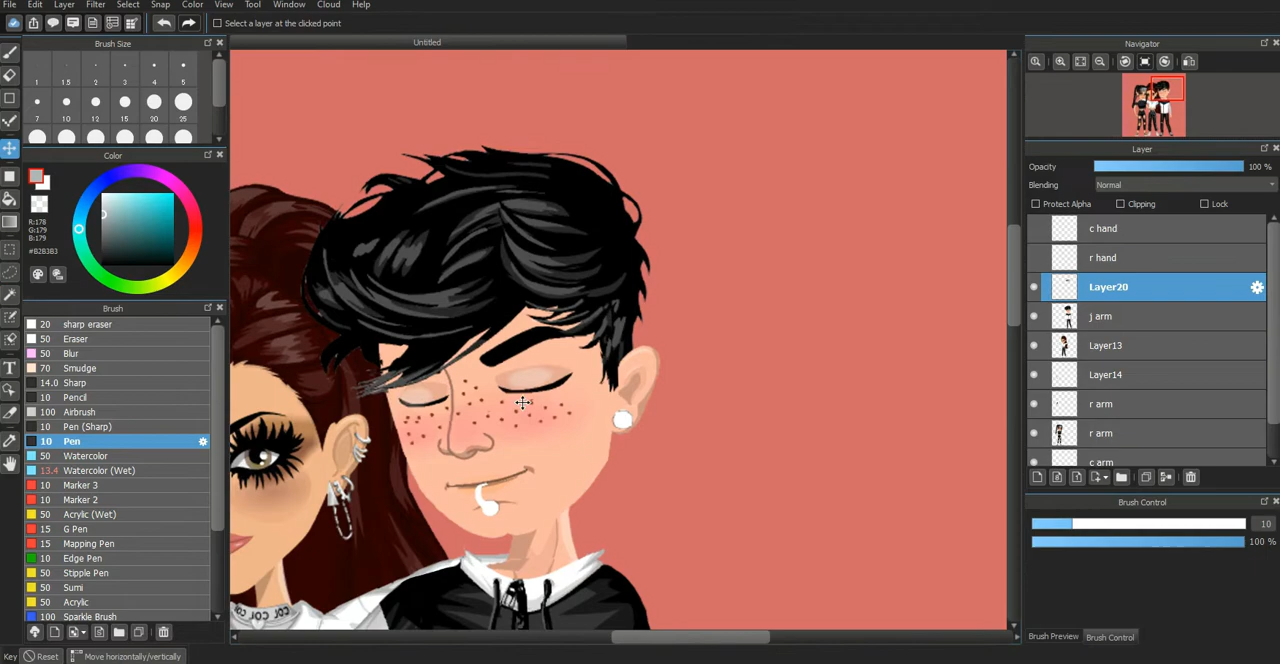 File Edit Layer Filter Select Snap Color View Tool Window Cloud Help
Select a layer at the clicked point
Brush Size
1 1.5 2 3 4 5
7 10 12 15 20 25
Color
R:178
G:179
B:179
#B2B3B3
Brush
20 sharp eraser
50 Eraser
50 Blur
70 Smudge
14.0 Sharp
10 Pencil
100 Airbrush
10 Pen (Sharp)
10 Pen
50 Watercolor
13.4 Watercolor (Wet)
10 Marker 3
10 Marker 2
50 Acrylic (Wet)
15 G Pen
15 Mapping Pen
10 Edge Pen
50 Stipple Pen
50 Sumi
50 Acrylic
100 Sparkle Brush
Key Reset Move horizontally/vertically
Untitled
Navigator
Layer
Opacity 100 %
Blending Normal
Protect Alpha Clipping Lock
c hand
r hand
Layer20
j arm
Layer13
Layer14
r arm
r arm
c arm
Brush Control
10
100 %
Brush Preview Brush Control